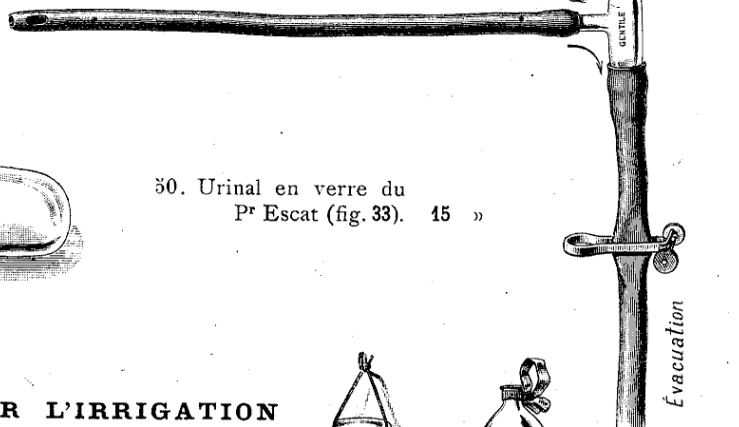 GENTILE
50. Urinal en verre du
Pr Escat (fig. 33). 15 »
Évacuation
R L'IRRIGATION